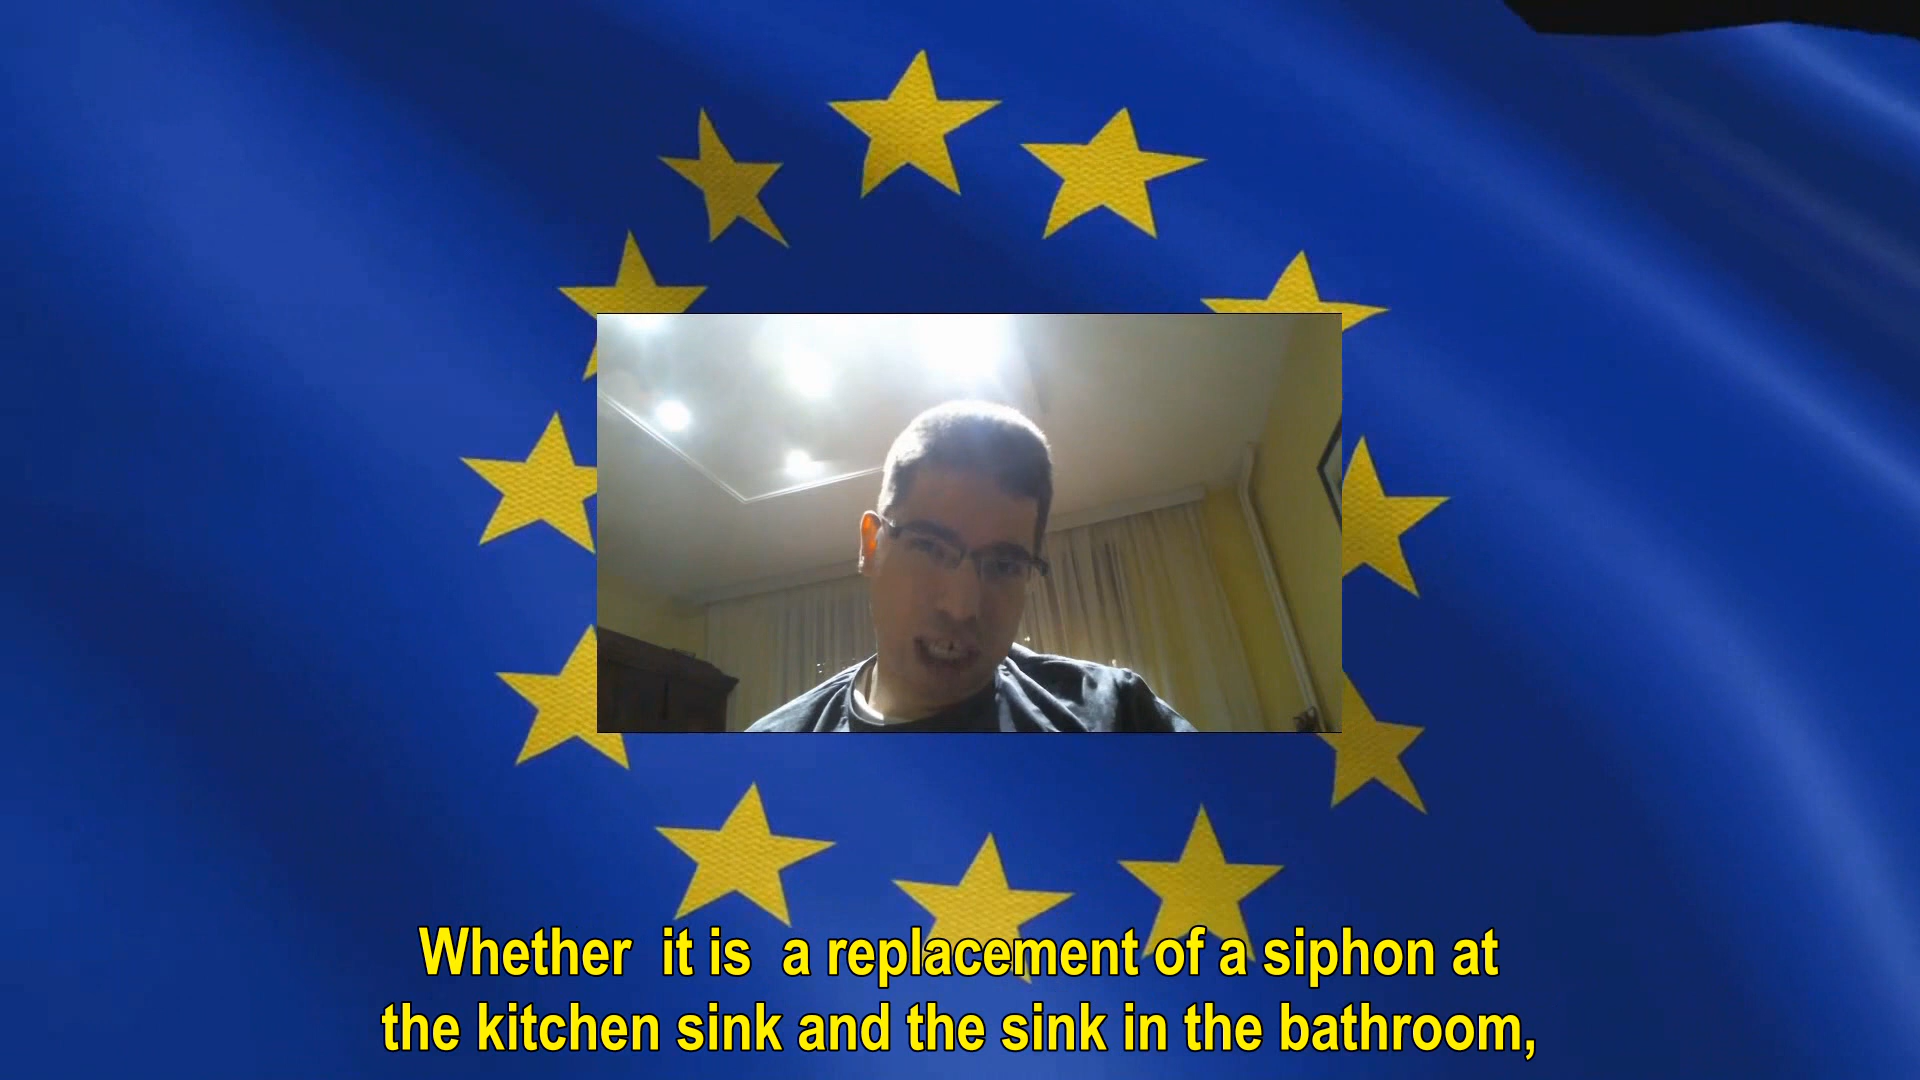 Whether it is a replacement of a siphon at
the kitchen sink and the sink in the bathroom,